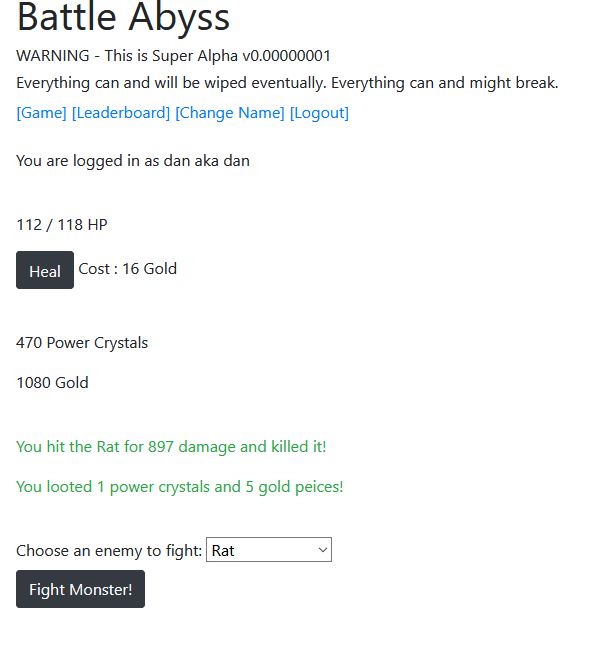 Battle Abyss
WARNING - This is Super Alpha v0.00000001
Everything can and will be wiped eventually. Everything can and might break.
[Game] [Leaderboard] [Change Name] [Logout]
You are logged in as dan aka dan
112 / 118 HP
Heal Cost : 16 Gold
470 Power Crystals
1080 Gold
You hit the Rat for 897 damage and killed it!
You looted 1 power crystals and 5 gold peices!
Choose an enemy to fight: Rat
Fight Monster!